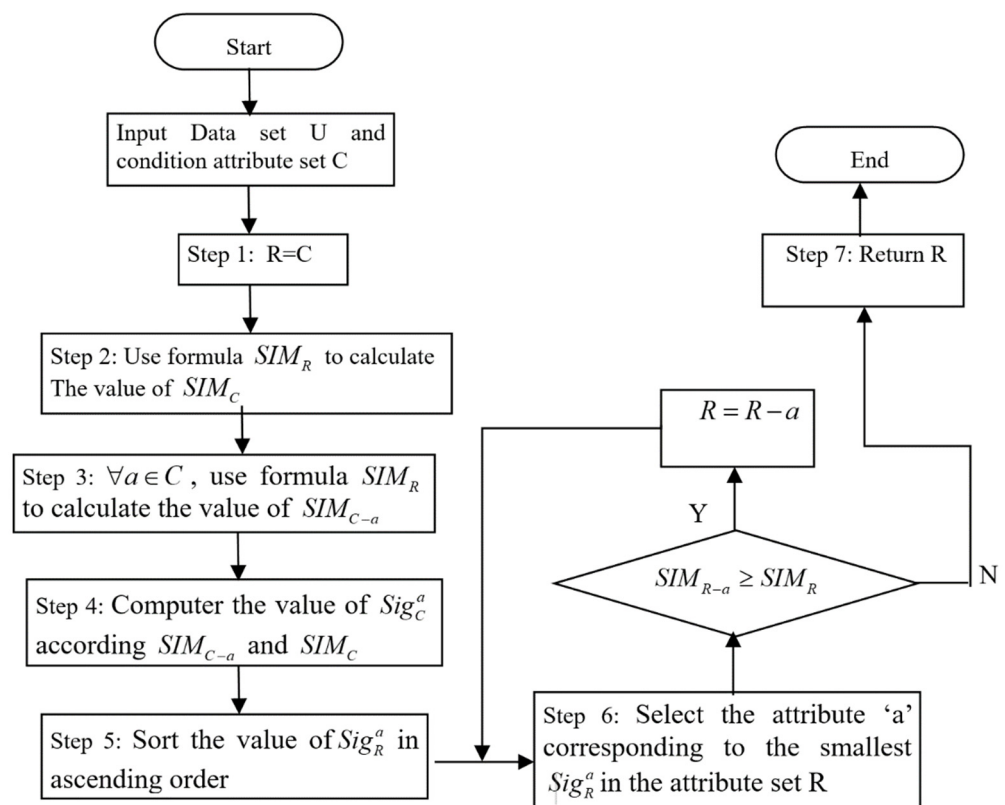 Start
Input Data set U and
condition attribute set C
Step 1: R=C
Step 2: Use formula SIM_R to calculate
The value of SIM_C
Step 3: ∀a∈C, use formula SIM_R
to calculate the value of SIM_{C-a}
Step 4: Computer the value of Sig_C^a
according SIM_{C-a} and SIM_C
Step 5: Sort the value of Sig_R^a in
ascending order
Step 6: Select the attribute ‘a’
corresponding to the smallest
Sig_R^a in the attribute set R
SIM_{R-a} ≥ SIM_R
Y
R = R − a
N
Step 7: Return R
End